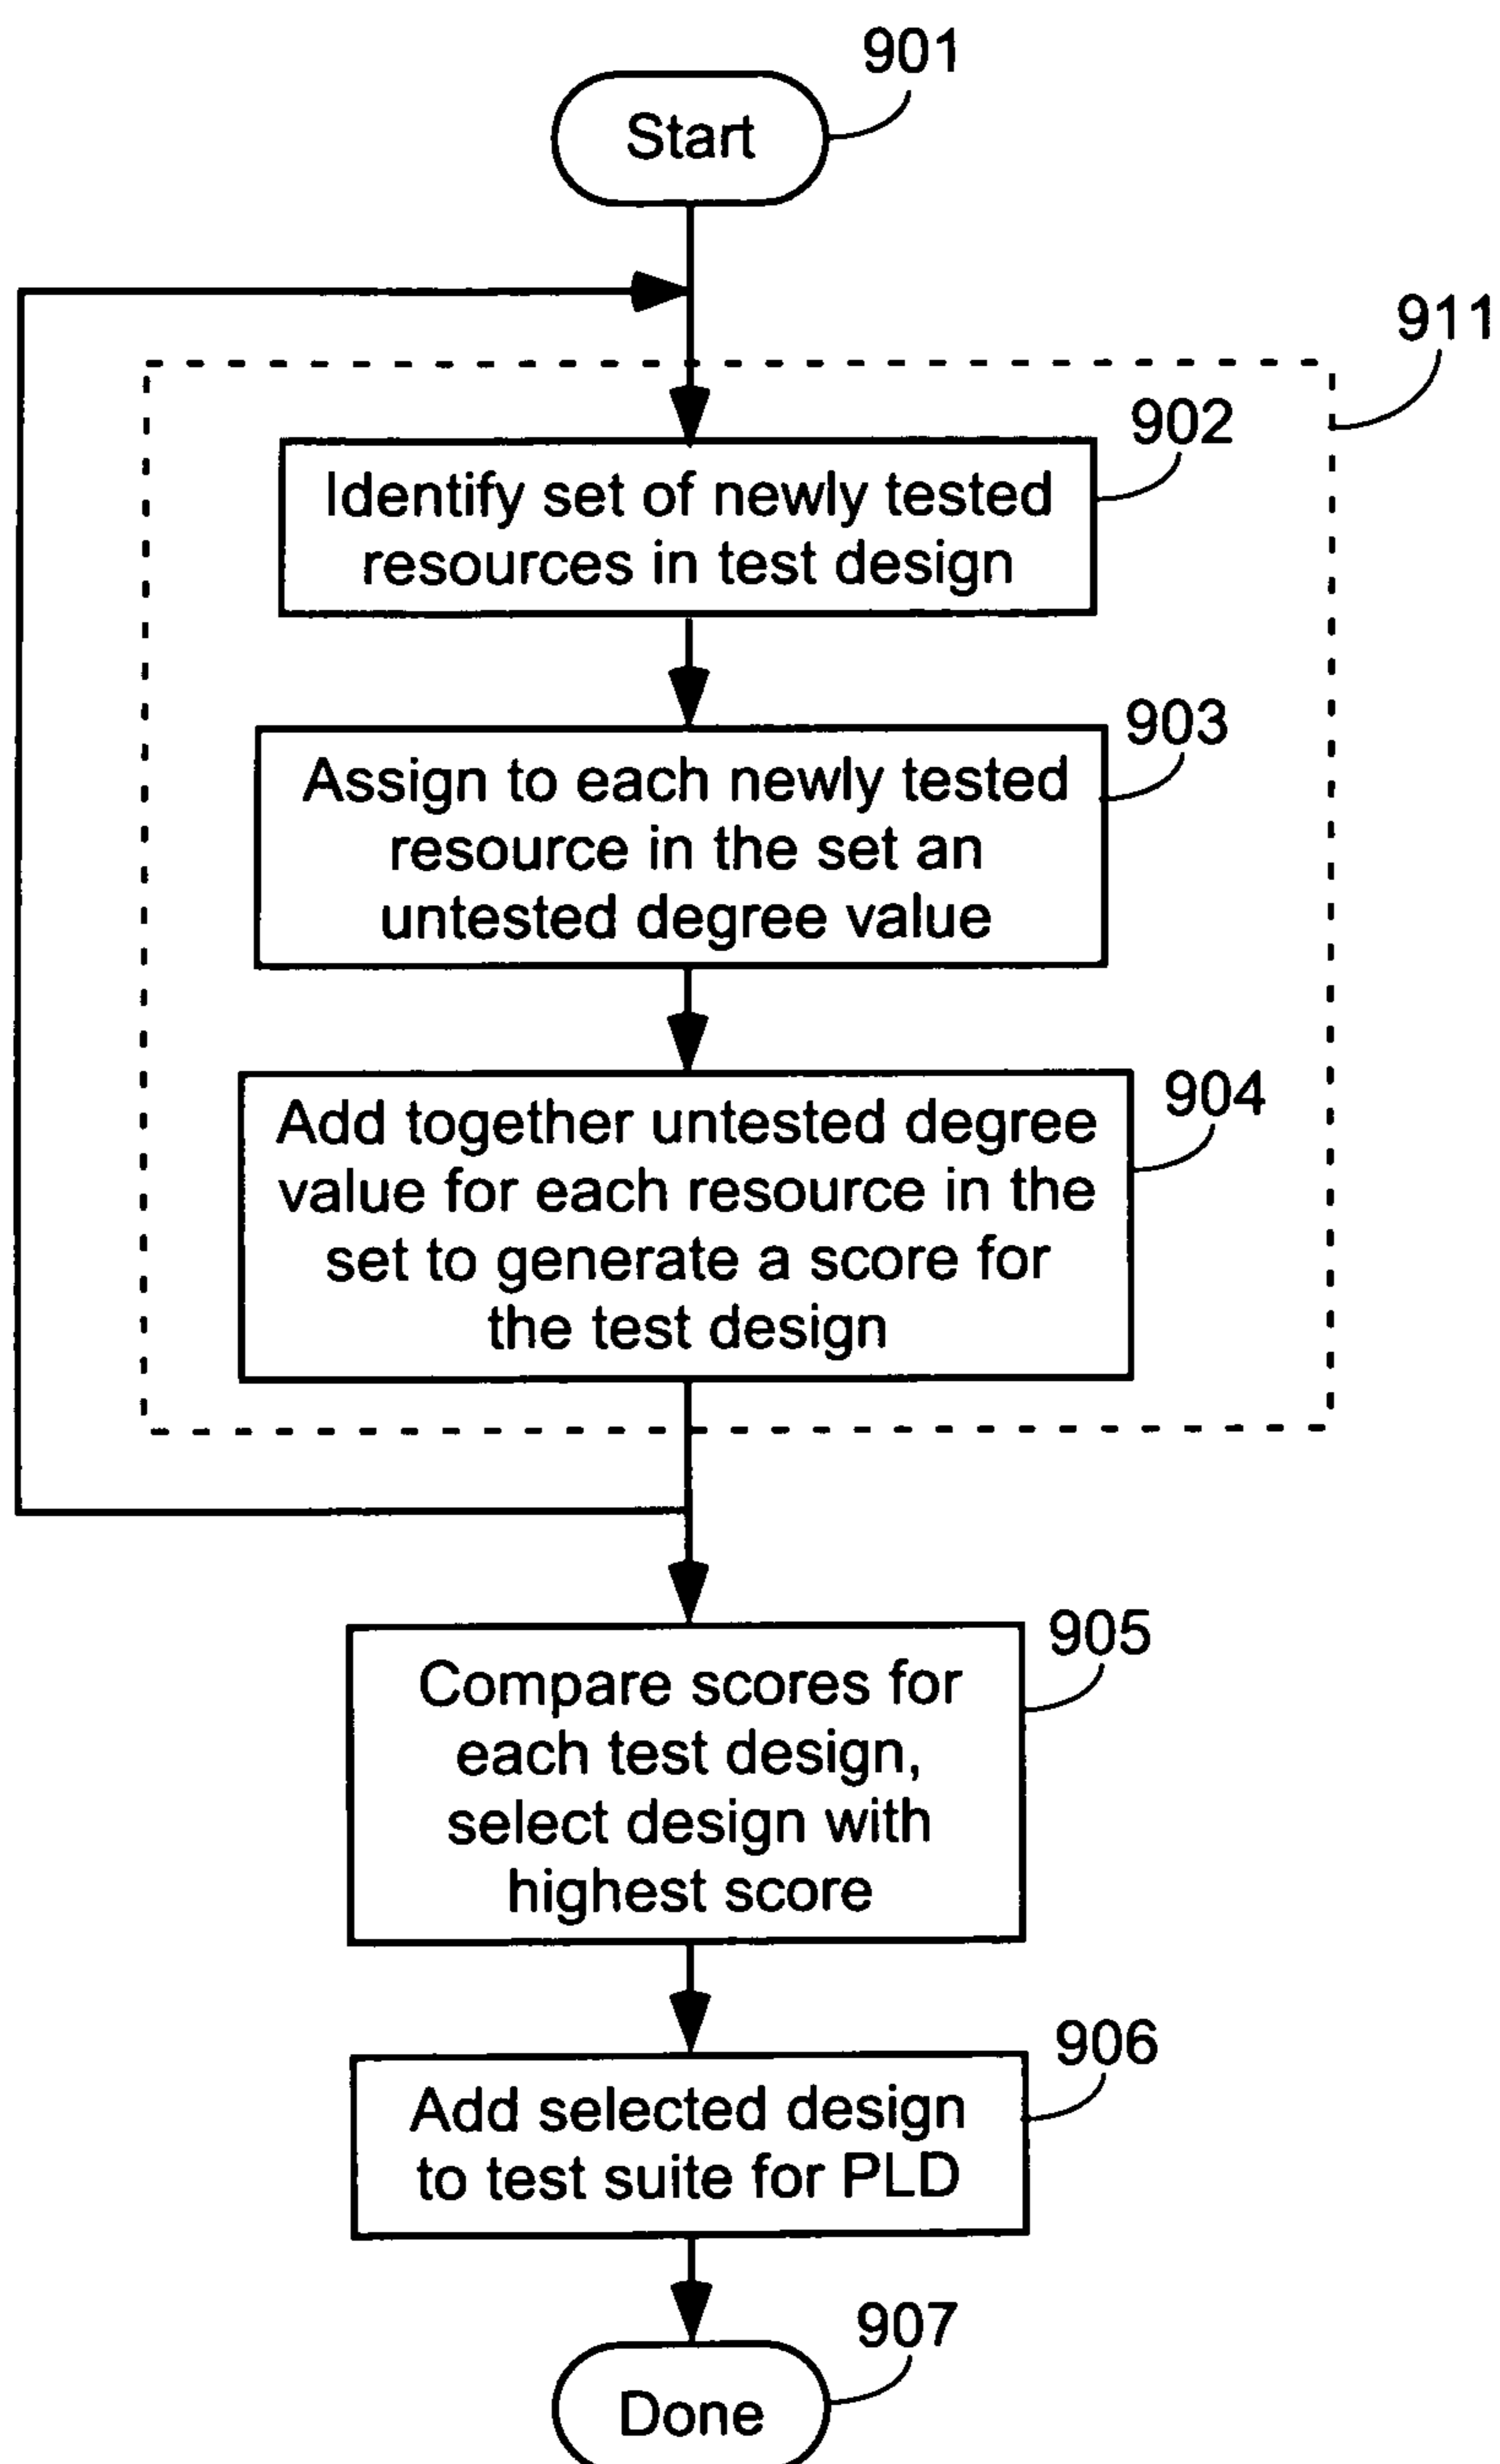 901
Start
911
902
Identify set of newly tested
resources in test design
903
Assign to each newly tested
resource in the set an
untested degree value
904
Add together untested degree
value for each resource in the
set to generate a score for
the test design
905
Compare scores for
each test design,
select design with
highest score
906
Add selected design
to test suite for PLD
907
Done